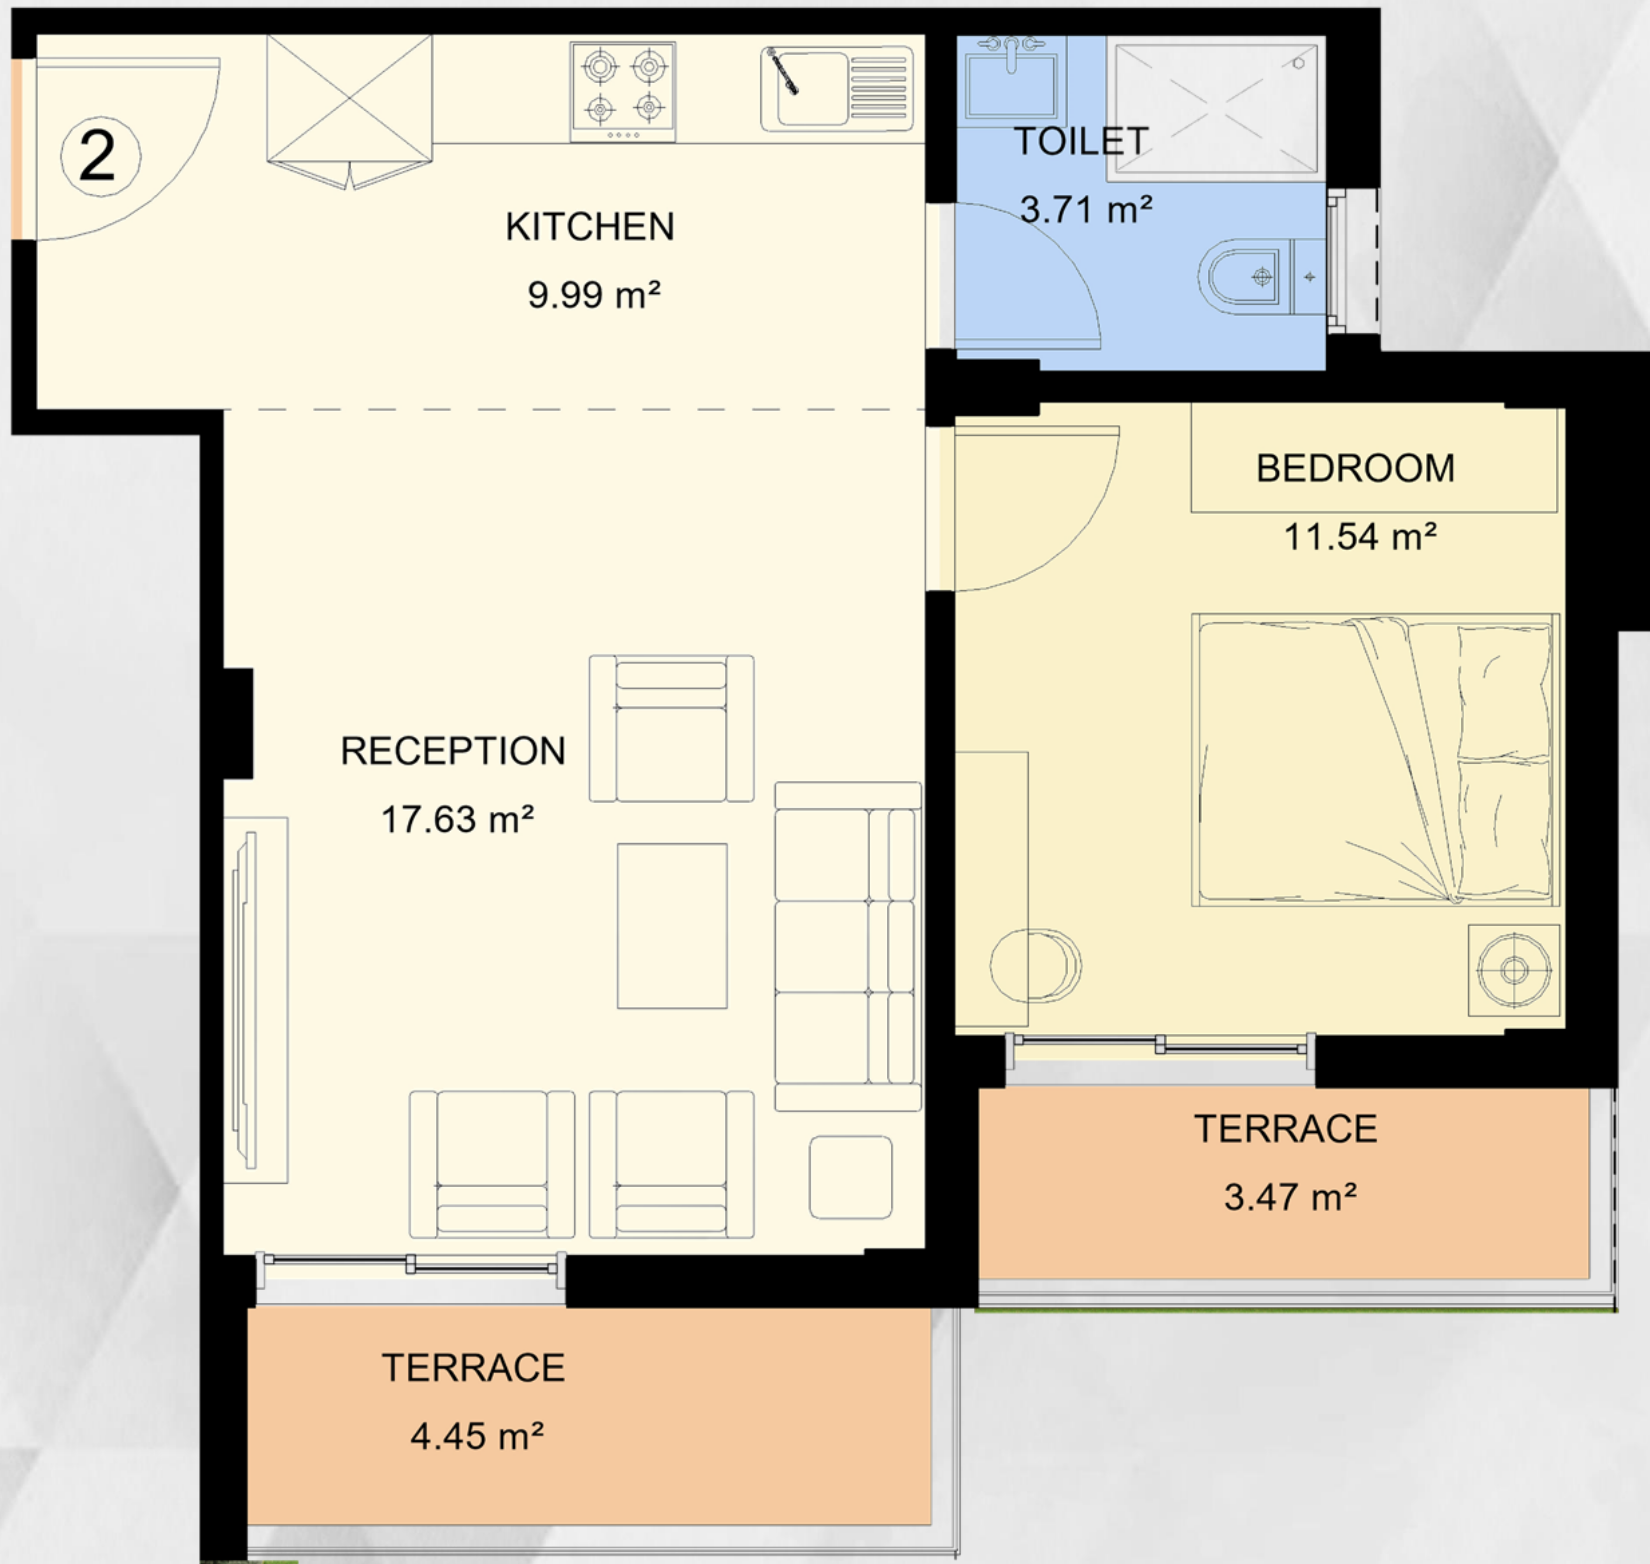 2
KITCHEN
9.99 m²
TOILET
3.71 m²
BEDROOM
11.54 m²
RECEPTION
17.63 m²
TERRACE
3.47 m²
TERRACE
4.45 m²